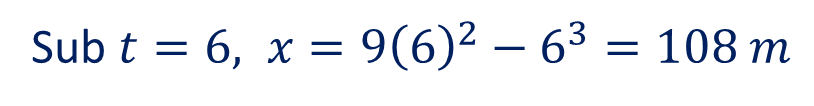 Sub t = 6, x = 9(6)² − 6³ = 108 m